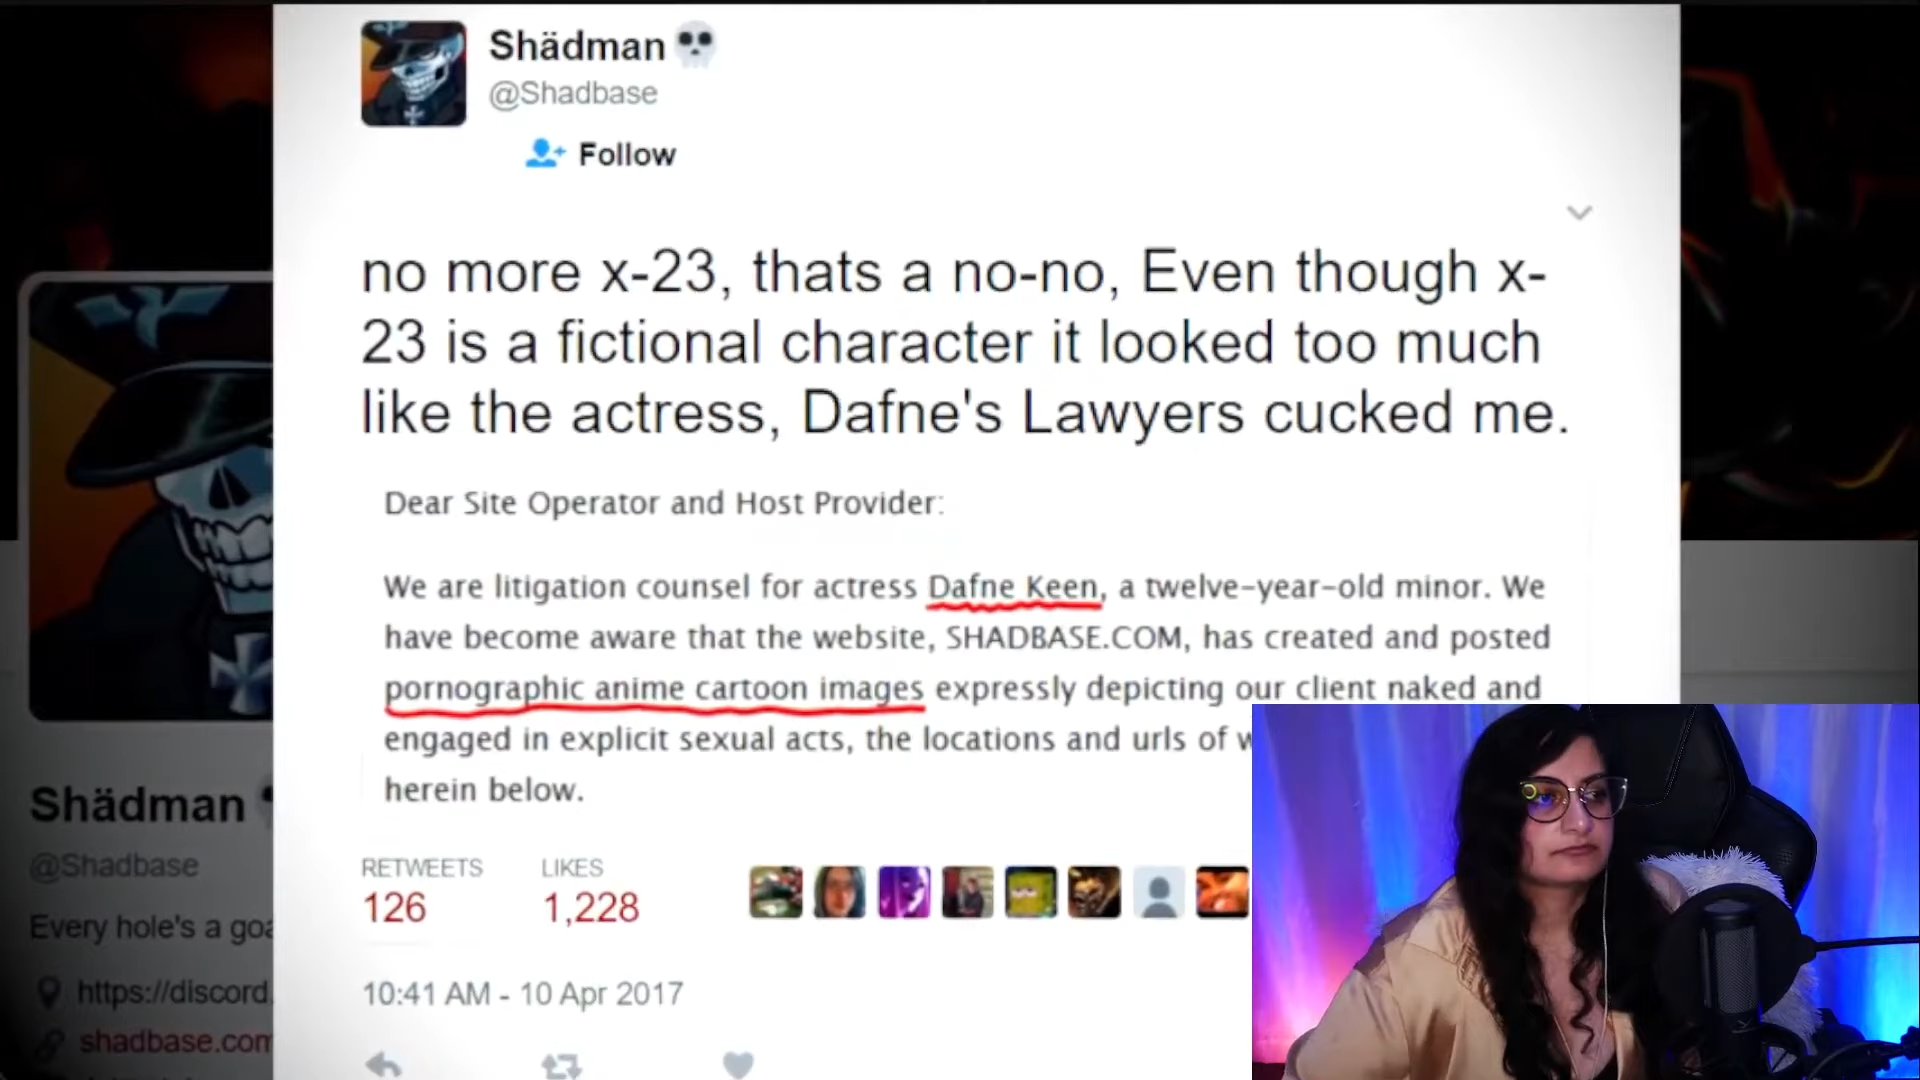 Shädman
@Shadbase
Follow
no more x-23, thats a no-no, Even though x-
23 is a fictional character it looked too much
like the actress, Dafne's Lawyers cucked me.
Dear Site Operator and Host Provider:
We are litigation counsel for actress Dafne Keen, a twelve-year-old minor. We
have become aware that the website, SHADBASE.COM, has created and posted
pornographic anime cartoon images expressly depicting our client naked and
engaged in explicit sexual acts, the locations and urls of
herein below.
RETWEETS LIKES
126 1,228
10:41 AM - 10 Apr 2017
Shädman
@Shadbase
Every hole's a
https://discord.
shadbase.com